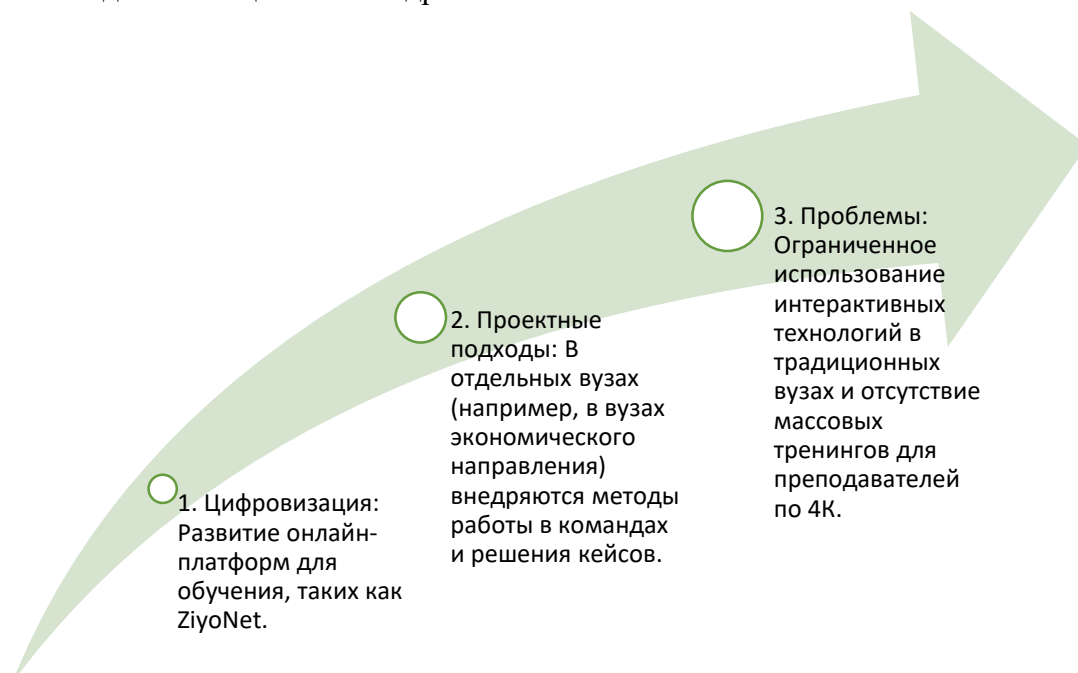 1. Цифровизация:
Развитие онлайн-
платформ для
обучения, таких как
ZiyoNet.
2. Проектные
подходы: В
отдельных вузах
(например, в вузах
экономического
направления)
внедряются методы
работы в командах
и решения кейсов.
3. Проблемы:
Ограниченное
использование
интерактивных
технологий в
традиционных
вузах и отсутствие
массовых
тренингов для
преподавателей
по 4К.